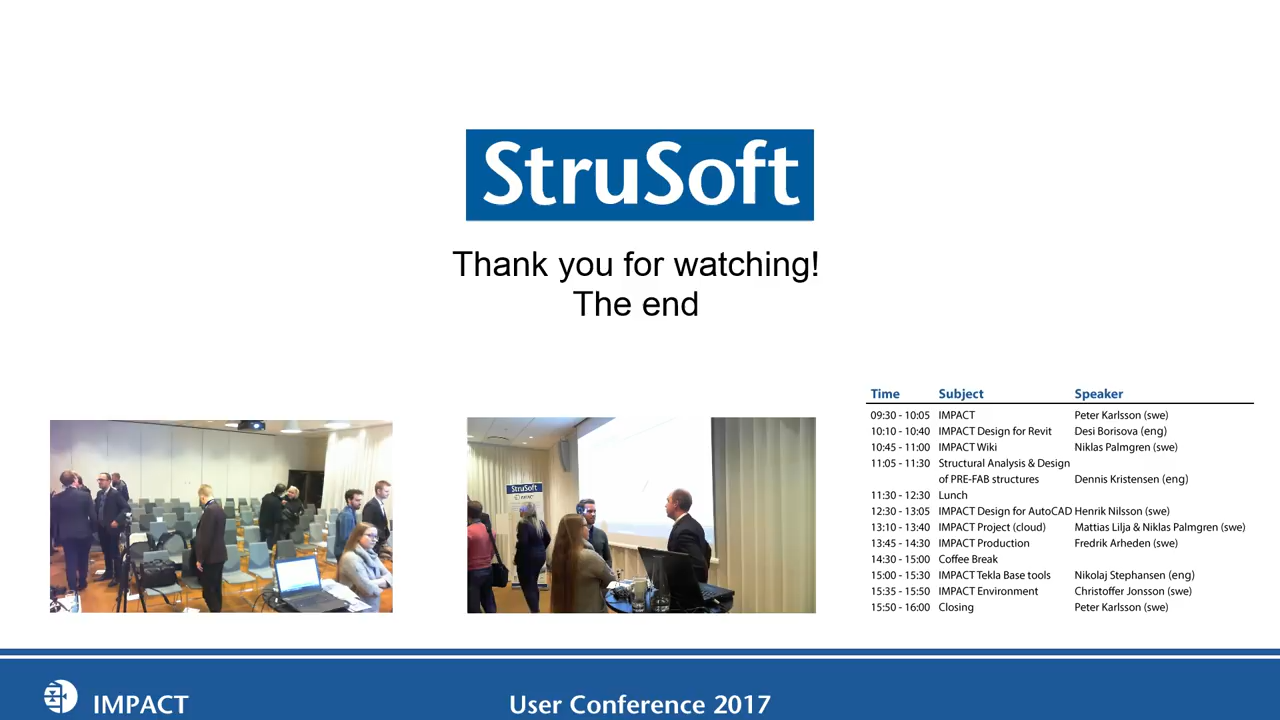 StruSoft
Thank you for watching!
The end
StruSoft
IMPACT
Time Subject Speaker
09:30 - 10:05 IMPACT Peter Karlsson (swe)
10:10 - 10:40 IMPACT Design for Revit Desi Borisova (eng)
10:45 - 11:00 IMPACT Wiki Niklas Palmgren (swe)
11:05 - 11:30 Structural Analysis & Design
of PRE-FAB structures Dennis Kristensen (eng)
11:30 - 12:30 Lunch
12:30 - 13:05 IMPACT Design for AutoCAD Henrik Nilsson (swe)
13:10 - 13:40 IMPACT Project (cloud) Mattias Lilja & Niklas Palmgren (swe)
13:45 - 14:30 IMPACT Production Fredrik Arheden (swe)
14:30 - 15:00 Coffee Break
15:00 - 15:30 IMPACT Tekla Base tools Nikolaj Stephansen (eng)
15:35 - 15:50 IMPACT Environment Christoffer Jonsson (swe)
15:50 - 16:00 Closing Peter Karlsson (swe)
IMPACT User Conference 2017